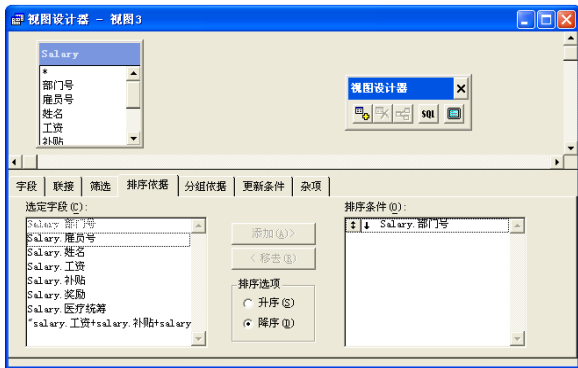 视图设计器 - 视图3
Salary
*
部门号
雇员号
姓名
工资
补贴
视图设计器
SQL
字段 联接 筛选 排序依据 分组依据 更新条件 杂项
选定字段(C):
Salary.部门号
Salary.雇员号
Salary.姓名
Salary.工资
Salary.补贴
Salary.奖励
Salary.医疗统筹
"salary.工资+salary.补贴+salary
添加(A)>
<移去(R)
排序选项
升序(S)
降序(D)
排序条件(O):
Salary.部门号